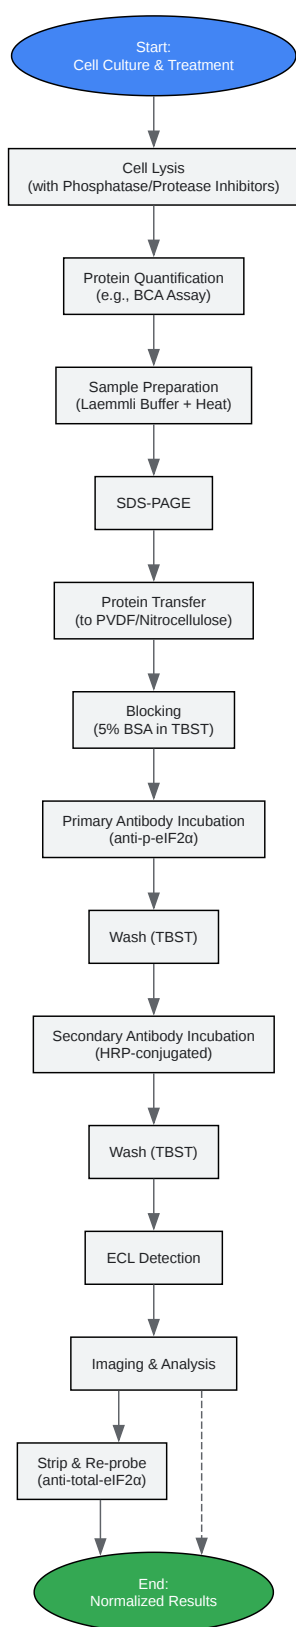 Start:
Cell Culture & Treatment
Cell Lysis
(with Phosphatase/Protease Inhibitors)
Protein Quantification
(e.g., BCA Assay)
Sample Preparation
(Laemmli Buffer + Heat)
SDS-PAGE
Protein Transfer
(to PVDF/Nitrocellulose)
Blocking
(5% BSA in TBST)
Primary Antibody Incubation
(anti-p-eIF2α)
Wash (TBST)
Secondary Antibody Incubation
(HRP-conjugated)
Wash (TBST)
ECL Detection
Imaging & Analysis
Strip & Re-probe
(anti-total-eIF2α)
End:
Normalized Results